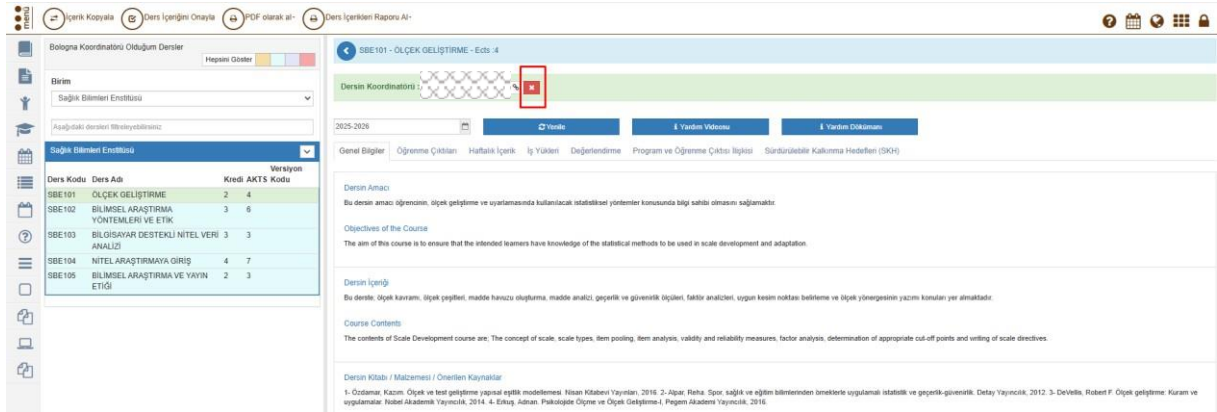 menü
İçerik Kopyala Ders İçeriğini Onayla PDF olarak al- Ders İçerikleri Raporu Al-
Bologna Koordinatörü Olduğum Dersler
Hepsini Göster
Birim
Sağlık Bilimleri Enstitüsü
Aşağıdaki dersleri filtreleyebilirsiniz
Sağlık Bilimleri Enstitüsü
Ders Kodu Ders Adı Kredi AKTS Versiyon Kodu
SBE101 ÖLÇEK GELİŞTİRME 2 4
SBE102 BİLİMSEL ARAŞTIRMA YÖNTEMLERİ VE ETİK 3 6
SBE103 BİLGİSAYAR DESTEKLİ NİTEL VERİ ANALİZİ 3 3
SBE104 NİTEL ARAŞTIRMAYA GİRİŞ 4 7
SBE105 BİLİMSEL ARAŞTIRMA VE YAYIN ETİĞİ 2 3
SBE101 - ÖLÇEK GELİŞTİRME - Ects :4
Dersin Koordinatörü :
2025-2026 Yenile Yardım Videosu Yardım Dökümanı
Genel Bilgiler Öğrenme Çıktıları Haftalık İçerik İş Yükleri Değerlendirme Program ve Öğrenme Çıktısı İlişkisi Sürdürülebilir Kalkınma Hedefleri (SKH)
Dersin Amacı
Bu dersin amacı öğrencinin, ölçek geliştirme ve uyarlamasında kullanılacak istatistiksel yöntemler konusunda bilgi sahibi olmasını sağlamaktır.
Objectives of the Course
The aim of this course is to ensure that the intended learners have knowledge of the statistical methods to be used in scale development and adaptation.
Dersin İçeriği
Bu derste; ölçek kavramı, ölçek çeşitleri, madde havuzu oluşturma, madde analizi, geçerlik ve güvenirlik ölçüleri, faktör analizleri, uygun kesim noktası belirleme ve ölçek yönergesinin yazımı konuları yer almaktadır.
Course Contents
The contents of Scale Development course are; The concept of scale, scale types, item pooling, item analysis, validity and reliability measures, factor analysis, determination of appropriate cut-off points and writing of scale directives.
Dersin Kitabı / Malzemesi / Önerilen Kaynaklar
1- Özdamar, Kazım. Ölçek ve test geliştirme yapısal eşitlik modellemesi. Nisan Kitabevi Yayınları, 2016. 2- Alpar, Reha. Spor, sağlık ve eğitim bilimlerinden örneklerle uygulamalı istatistik ve geçerlik-güvenirlik. Detay Yayıncılık, 2012. 3- DeVellis, Robert F. Ölçek geliştirme: Kuram ve
uygulamalar. Nobel Akademik Yayıncılık, 2014. 4- Erkuş, Adnan. Psikolojide Ölçme ve Ölçek Geliştirme-I, Pegem Akademi Yayıncılık, 2016.